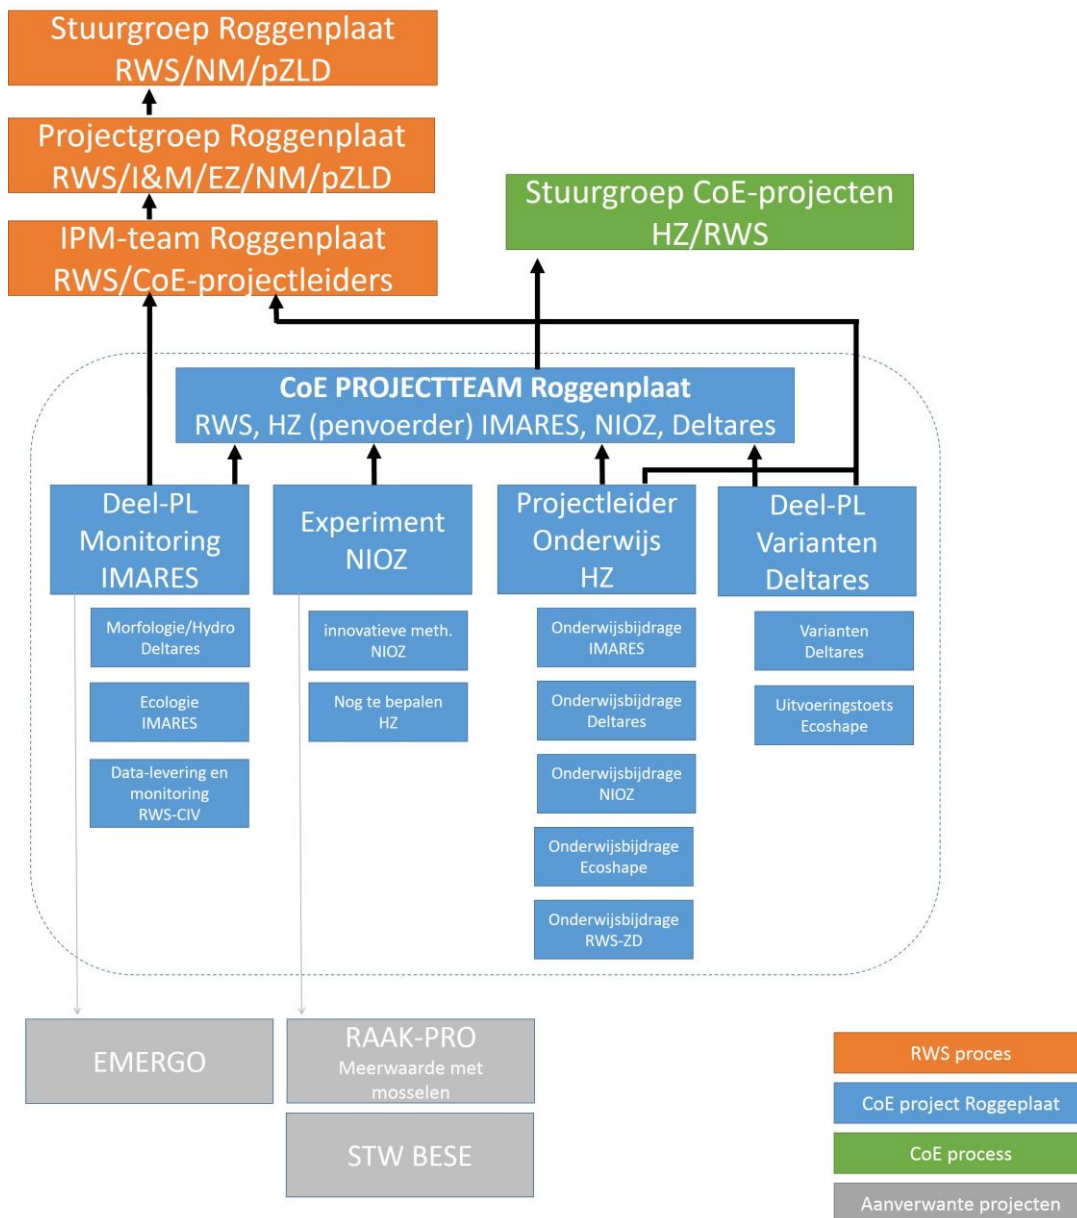 Stuurgroep Roggenplaat
RWS/NM/pZLD
Projectgroep Roggenplaat
RWS/I&M/EZ/NM/pZLD
IPM-team Roggenplaat
RWS/CoE-projectleiders
Stuurgroep CoE-projecten
HZ/RWS
CoE PROJECTTEAM Roggenplaat
RWS, HZ (penvoerder) IMARES, NIOZ, Deltares
Deel-PL
Monitoring
IMARES
Morfologie/Hydro
Deltares
Ecologie
IMARES
Data-levering en
monitoring
RWS-CIV
Experiment
NIOZ
innovatieve meth.
NIOZ
Nog te bepalen
HZ
Projectleider
Onderwijs
HZ
Onderwijsbijdrage
IMARES
Onderwijsbijdrage
Deltares
Onderwijsbijdrage
NIOZ
Onderwijsbijdrage
Ecoshape
Onderwijsbijdrage
RWS-ZD
Deel-PL
Varianten
Deltares
Varianten
Deltares
Uitvoeringstoets
Ecoshape
EMERGO
RAAK-PRO
Meerwaarde met
mosselen
STW BESE
RWS proces
CoE project Roggeplaat
CoE process
Aanverwante projecten